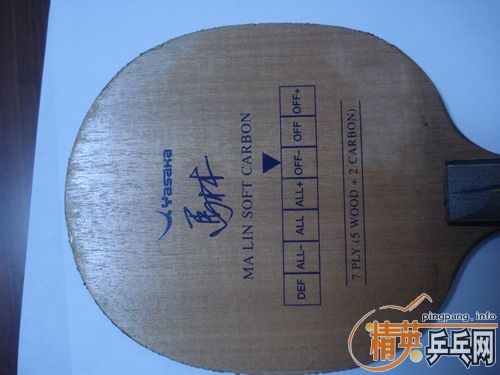 Yasaka
馬林
MA LIN SOFT CARBON
DEF ALL- ALL ALL+ OFF- OFF OFF+
7 PLY (5 WOOD + 2 CARBON)
pingpang.info
精英乒乓网